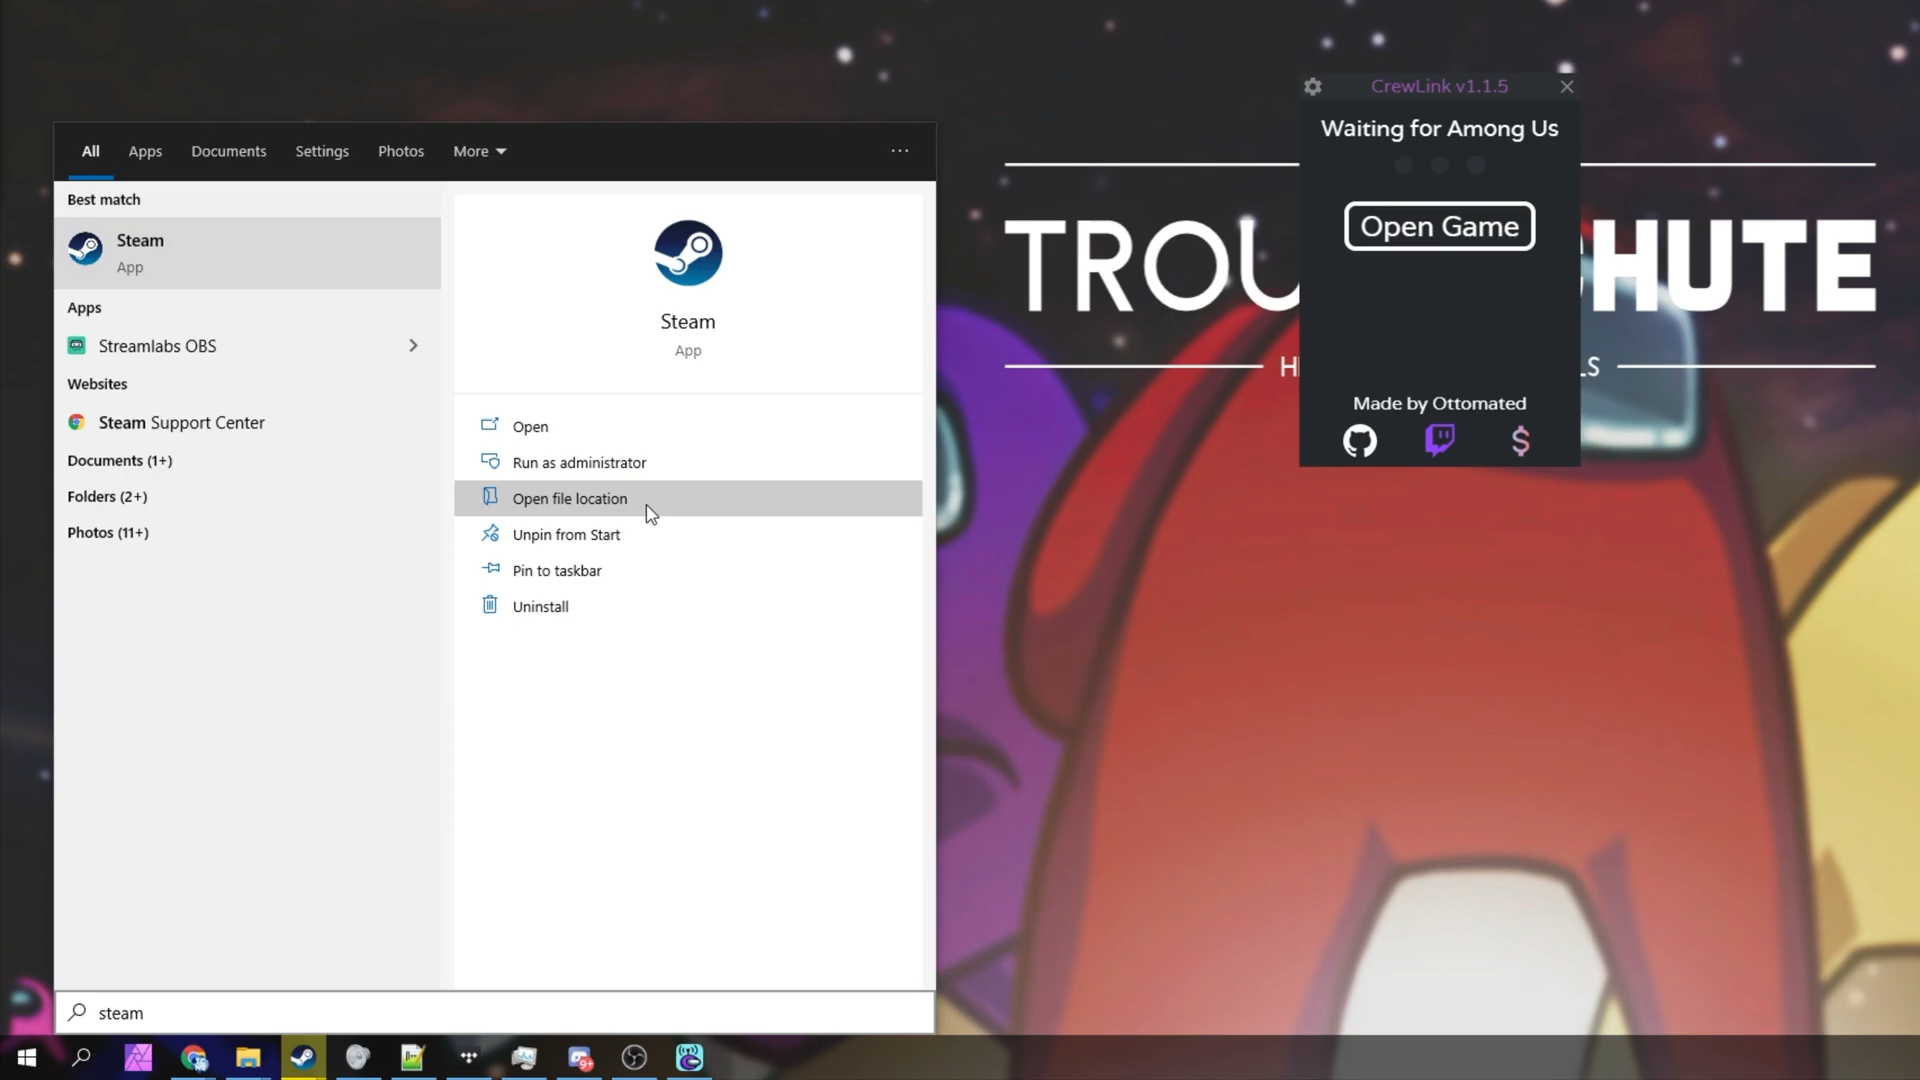 All
Apps
Documents
Settings
Photos
More
Best match
Steam
App
Apps
Streamlabs OBS
Websites
Steam Support Center
Documents (1+)
Folders (2+)
Photos (11+)
Steam
App
Open
Run as administrator
Open file location
Unpin from Start
Pin to taskbar
Uninstall
steam
CrewLink v1.1.5
Waiting for Among Us
Open Game
Made by Ottomated
TROU HUTE
H LS
9+